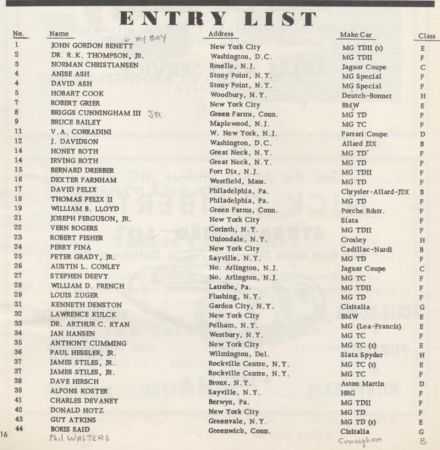 ENTRY LIST
No. Name Address Make Car Class
← MY BOY
1 JOHN GORDON BENETT New York City MG TDII (s) E
2 DR. R.K. THOMPSON, JR. Washington, D.C. MG TDII F
3 NORMAN CHRISTIANSEN Roselle, N.J. Jaguar Coupe C
4 ANISE ASH Stony Point, N.Y. MG Special F
4 DAVID ASH Stony Point, N.Y. MG Special F
5 HOBART COOK Woodbury, N.Y. Deutch-Bonnet H
7 ROBERT GRIER New York City BMW E
8 BRIGGS CUNNINGHAM III JR. Green Farms, Conn. MG TD F
9 BRUCE BAILEY Maplewood, N.J. MG TC F
11 V.A. CORRADINI W. New York, N.J. Farrari Coupe D
12 J. DAVIDSON Washington, D.C. Allard J2X B
14 HONEY ROTH Great Neck, N.Y. MG TD F
14 IRVING ROTH Great Neck, N.Y. MG TD F
15 BERNARD DREBBER Fort Dix, N.J. MG TDII F
16 DEXTER FARNHAM Westfield, Mass. MG TD F
17 DAVID FELIX Philadelphia, Pa. Chrysler-Allard-J2X B
18 THOMAS FELIX II Philadelphia, Pa. MG TD F
19 WILLIAM B. LLOYD Green Farms, Conn. Porche Rdstr. F
21 JOSEPH FERGUSON, JR. New York City Siata F
22 VERN ROGERS Corinth, N.Y. MG TDII F
23 ROBERT FISHER Uniondale, N.Y. Crosley H
24 PERRY FINA New York City Cadillac-Nardi B
25 PETER GRADY, JR. Sayville, N.Y. MG TD F
26 AUSTIN L. CONLEY No. Arlington, N.J. Jaguar Coupe C
27 STEPHEN DEEVY No. Arlington, N.J. MG TC F
28 WILLIAM D. FRENCH Latrobe, Pa. MG TDII F
29 LOUIS ZUGER Flushing, N.Y. MG TD F
31 KENNETH DENSTON Garden City, N.Y. Cisitalia G
32 LAWRENCE KULCK New York City BMW E
33 DR. ARTHUR C. RYAN Pelham, N.Y. MG (Lea-Francis) E
34 JAN HANSEN Westbury, N.Y. MG TC F
35 ANTHONY CUMMING New York City MG TC (s) E
36 PAUL HESSLER, JR. Wilmington, Del. Siata Spyder H
37 JAMES STILES, JR. Rockville Centre, N.Y. MG TC (s) E
37 JAMES STILES, JR. Rockville Centre, N.Y. MG TC F
38 DAVE HIRSCH Bronx, N.Y. Aston Martin D
39 ALFONS KOSTER Sayville, N.Y. HRG F
41 CHARLES DEVANEY Berwyn, Pa. MG TDII F
42 DONALD HOTZ New York City MG TD F
43 GUY ATKINS Greenvale, N.Y. MG TD (s) E
44 BORIS SAID Greenwich, Conn. Cisitalia G
Phil WALTERS Cunningham B
16